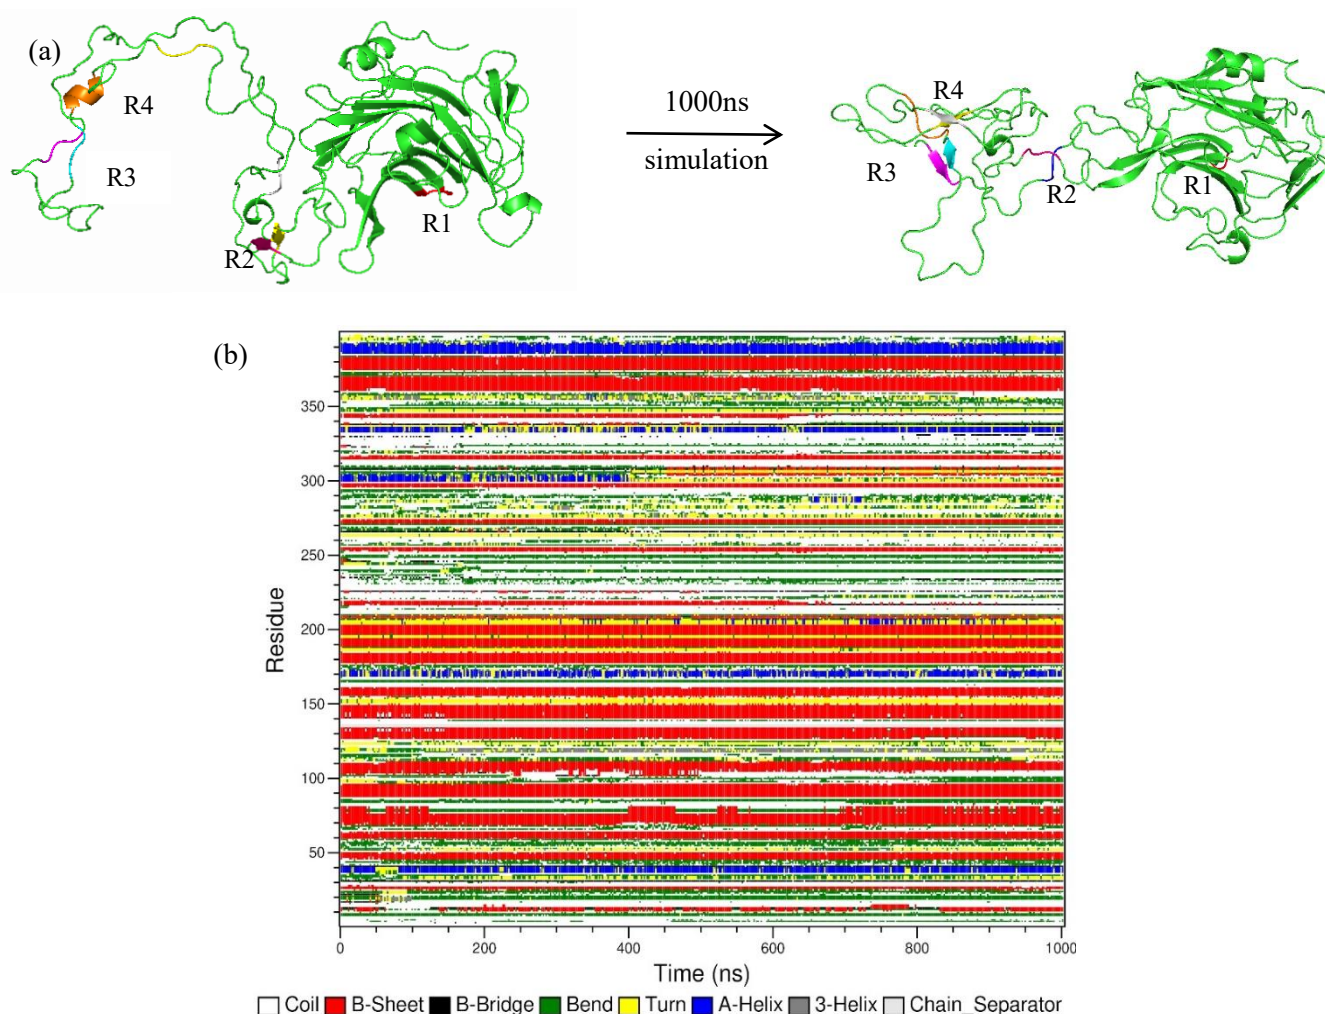 (a)
R4
R3
R2
R1
1000ns
simulation
R4
R3
R2
R1
(b)
350
300
250
200
150
100
50
Residue
0 200 400 600 800 1000
Time (ns)
Coil B-Sheet B-Bridge Bend Turn A-Helix 3-Helix Chain_Separator